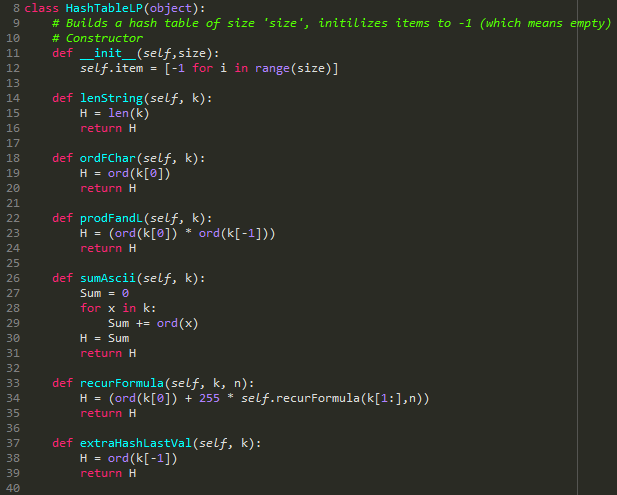 8 class HashTableLP(object):
9     # Builds a hash table of size 'size', initilizes items to -1 (which means empty)
10     # Constructor
11     def __init__(self,size):
12         self.item = [-1 for i in range(size)]
13
14     def lenString(self, k):
15         H = len(k)
16         return H
17
18     def ordFChar(self, k):
19         H = ord(k[0])
20         return H
21
22     def prodFandL(self, k):
23         H = (ord(k[0]) * ord(k[-1]))
24         return H
25
26     def sumAscii(self, k):
27         Sum = 0
28         for x in k:
29             Sum += ord(x)
30         H = Sum
31         return H
32
33     def recurFormula(self, k, n):
34         H = (ord(k[0]) + 255 * self.recurFormula(k[1:],n))
35         return H
36
37     def extraHashLastVal(self, k):
38         H = ord(k[-1])
39         return H
40